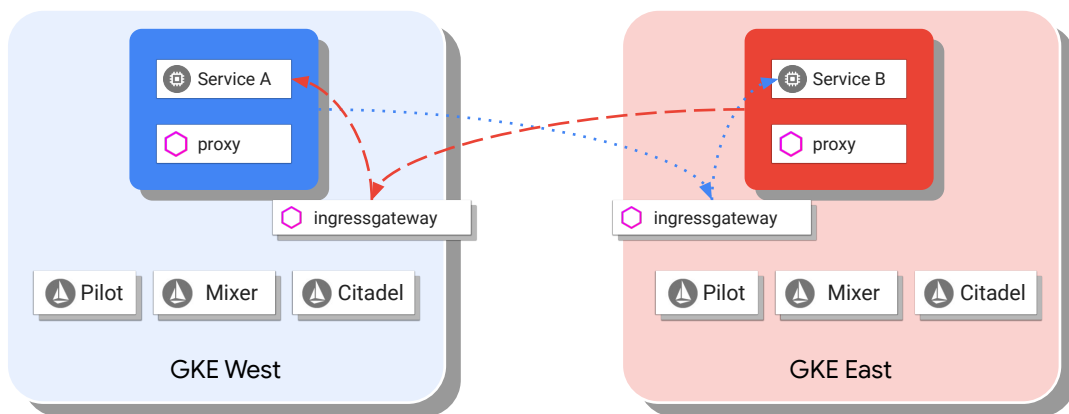 Service A
proxy
ingressgateway
Pilot
Mixer
Citadel
GKE West
Service B
proxy
ingressgateway
Pilot
Mixer
Citadel
GKE East